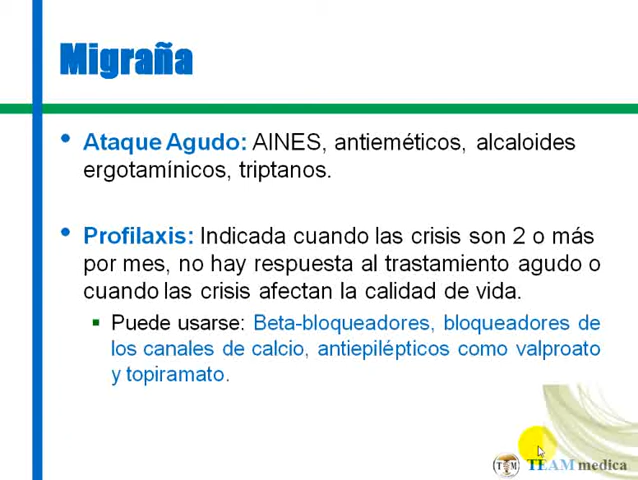 Migraña
• Ataque Agudo: AINES, antieméticos, alcaloides
ergotamínicos, triptanos.
• Profilaxis: Indicada cuando las crisis son 2 o más
por mes, no hay respuesta al trastamiento agudo o
cuando las crisis afectan la calidad de vida.
▪ Puede usarse: Beta-bloqueadores, bloqueadores de
los canales de calcio, antiepilépticos como valproato
y topiramato.
TM TEAM medica